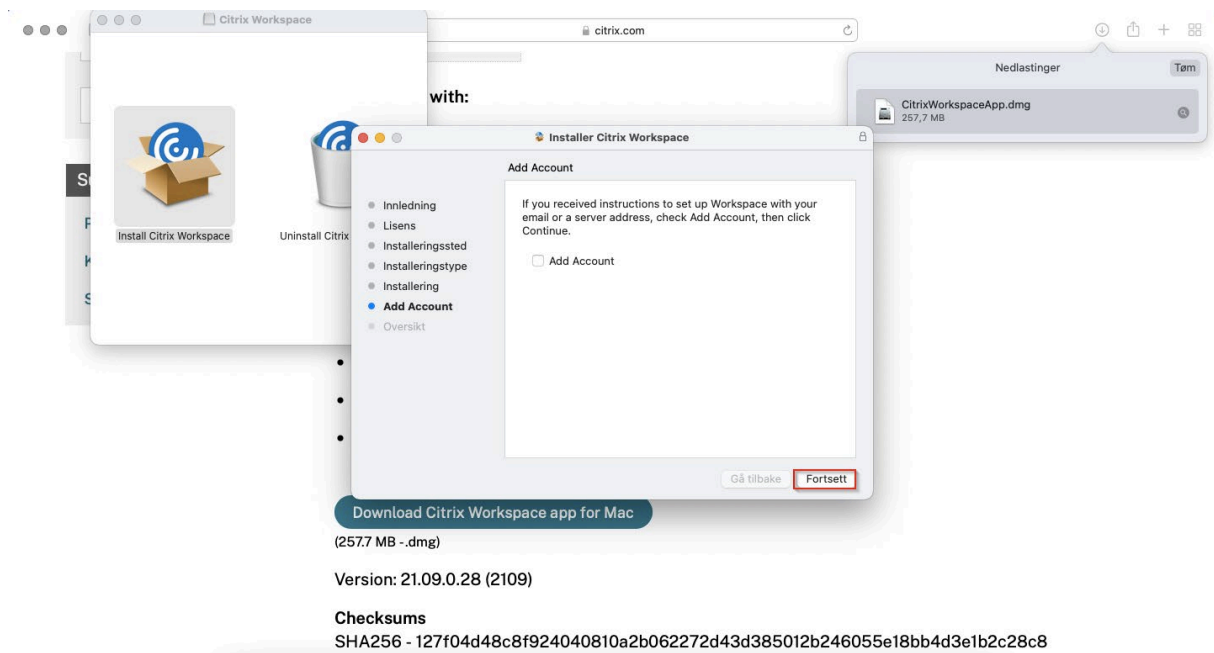 Citrix Workspace
citrix.com
Nedlastinger
Tøm
CitrixWorkspaceApp.dmg
257,7 MB
with:
Install Citrix Workspace
Uninstall Citrix
Installer Citrix Workspace
Add Account
Innledning
Lisens
Installeringssted
Installeringstype
Installering
Add Account
Oversikt
If you received instructions to set up Workspace with your
email or a server address, check Add Account, then click
Continue.
Add Account
Gå tilbake
Fortsett
Download Citrix Workspace app for Mac
(257.7 MB - .dmg)
Version: 21.09.0.28 (2109)
Checksums
SHA256 - 127f04d48c8f924040810a2b062272d43d385012b246055e18bb4d3e1b2c28c8